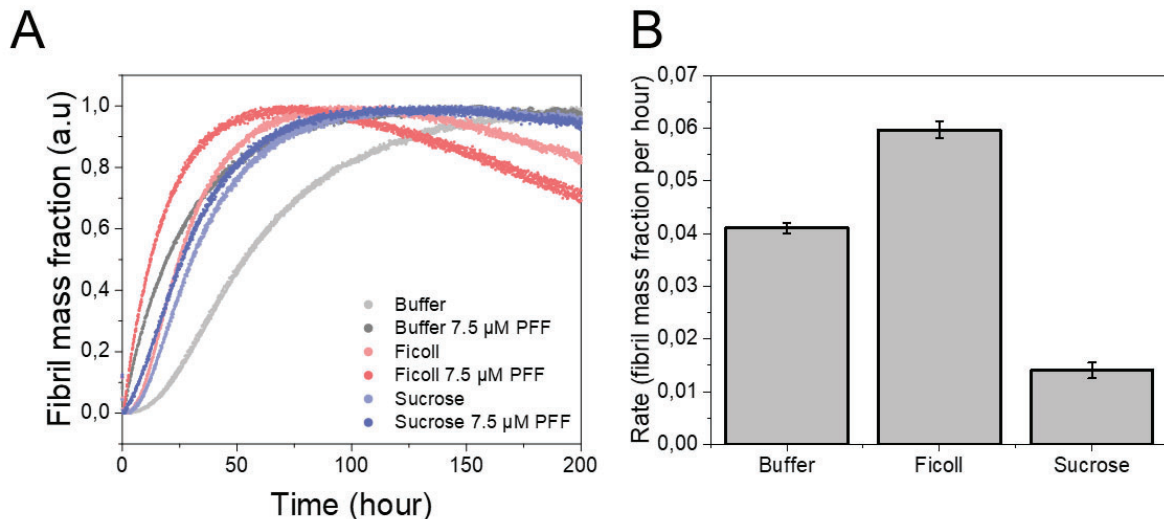 A
Fibril mass fraction (a.u)
1,0
0,8
0,6
0,4
0,2
0,0
0
50
100
150
200
Time (hour)
Buffer
Buffer 7.5 µM PFF
Ficoll
Ficoll 7.5 µM PFF
Sucrose
Sucrose 7.5 µM PFF
B
Rate (fibril mass fraction per hour)
0,07
0,06
0,05
0,04
0,03
0,02
0,01
0,00
Buffer
Ficoll
Sucrose